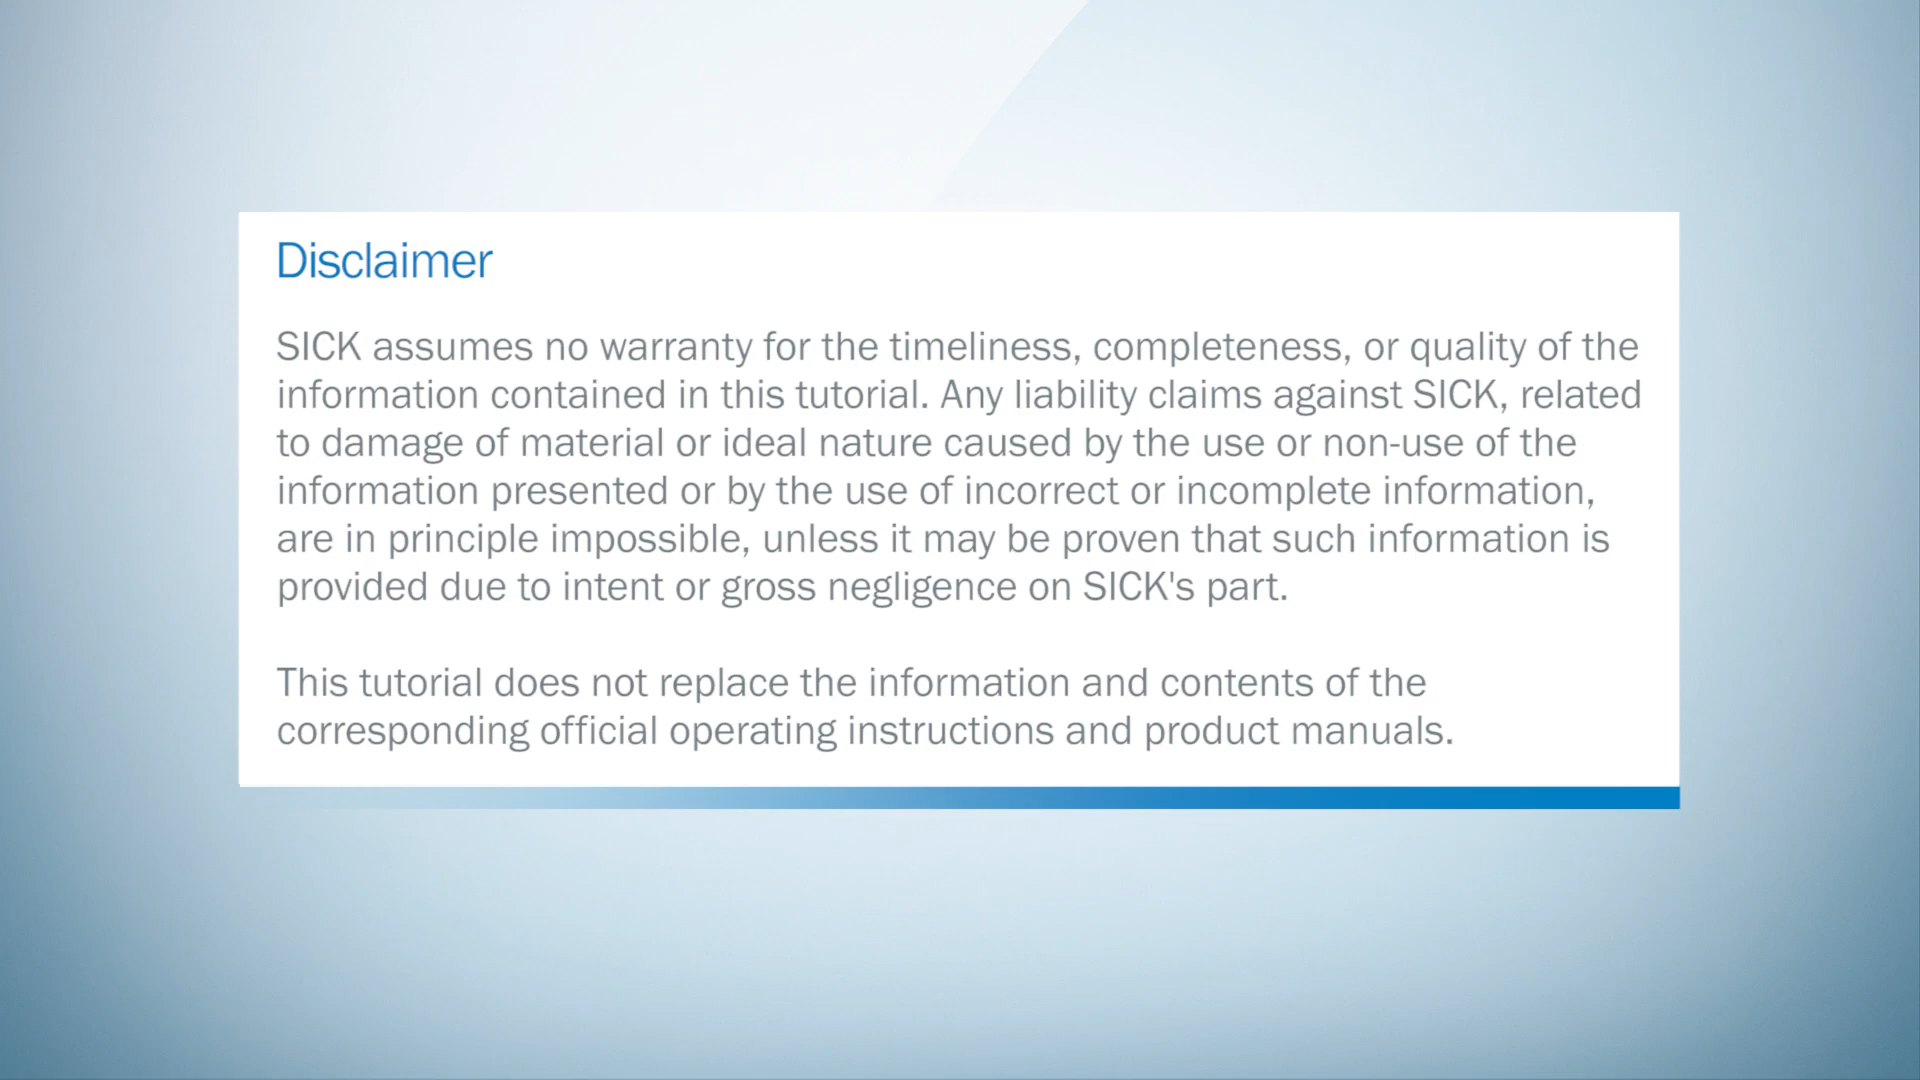 Disclaimer
SICK assumes no warranty for the timeliness, completeness, or quality of the
information contained in this tutorial. Any liability claims against SICK, related
to damage of material or ideal nature caused by the use or non-use of the
information presented or by the use of incorrect or incomplete information,
are in principle impossible, unless it may be proven that such information is
provided due to intent or gross negligence on SICK's part.
This tutorial does not replace the information and contents of the
corresponding official operating instructions and product manuals.